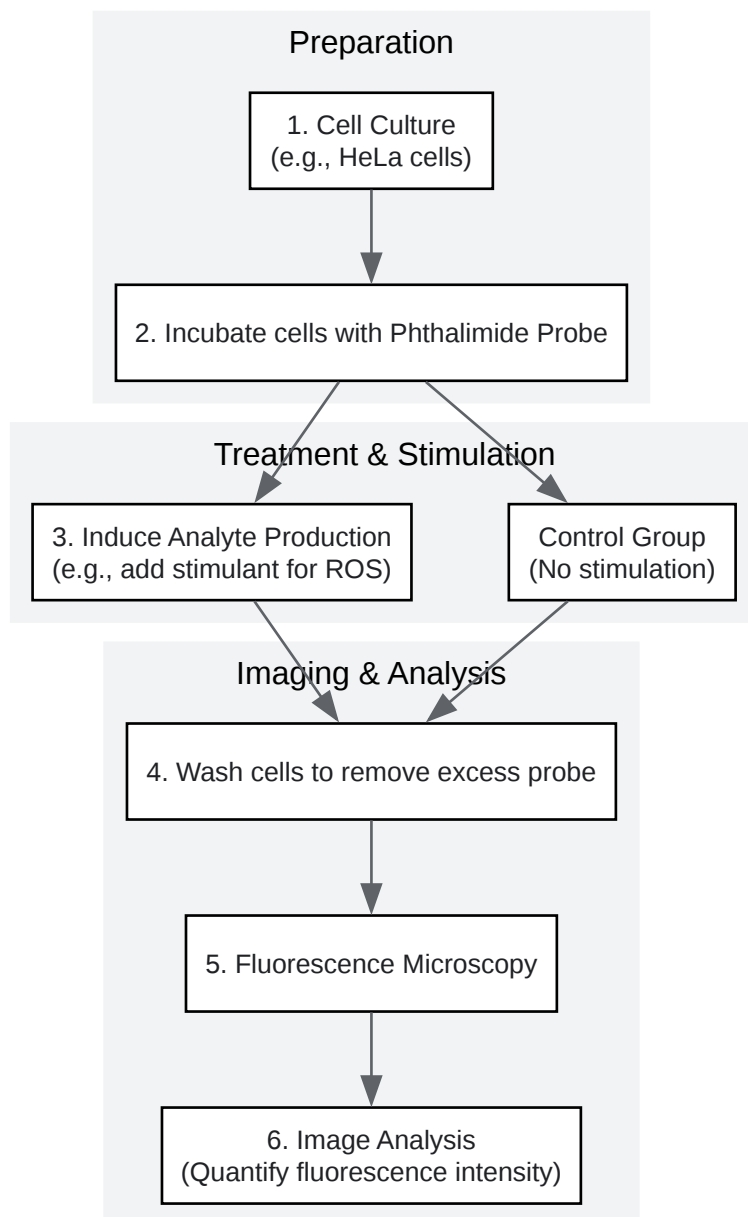 Preparation
1. Cell Culture
(e.g., HeLa cells)
2. Incubate cells with Phthalimide Probe
Treatment & Stimulation
3. Induce Analyte Production
(e.g., add stimulant for ROS)
Control Group
(No stimulation)
Imaging & Analysis
4. Wash cells to remove excess probe
5. Fluorescence Microscopy
6. Image Analysis
(Quantify fluorescence intensity)